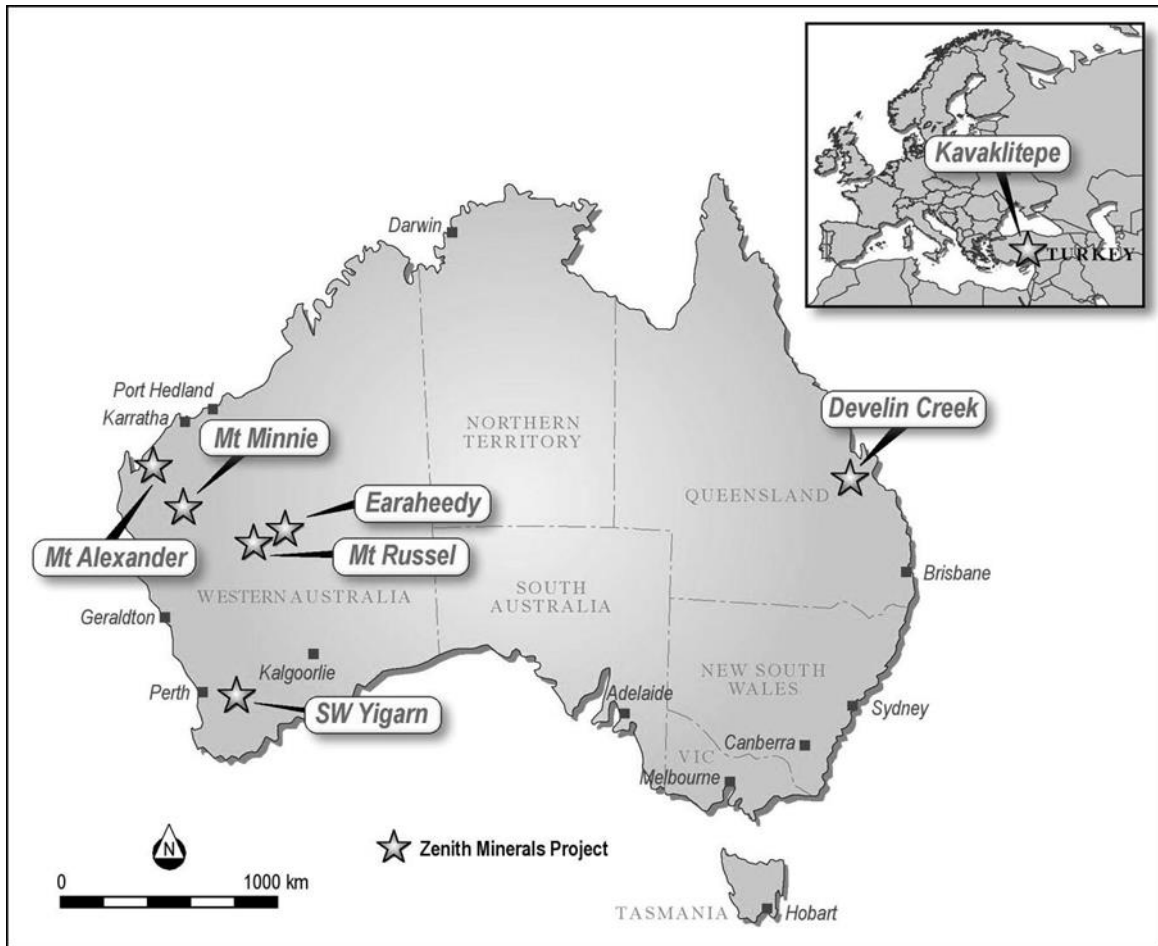 Kavaklitepe
TURKEY
Darwin
Port Hedland
Karratha
Mt Minnie
NORTHERN
TERRITORY
Develin Creek
QUEENSLAND
Earaheedy
Mt Alexander
Mt Russel
WESTERN AUSTRALIA
SOUTH
AUSTRALIA
Brisbane
Geraldton
Kalgoorlie
NEW SOUTH
WALES
Perth
SW Yigarn
Adelaide
Sydney
Canberra
VIC
Melbourne
N
Zenith Minerals Project
0 1000 km
TASMANIA
Hobart